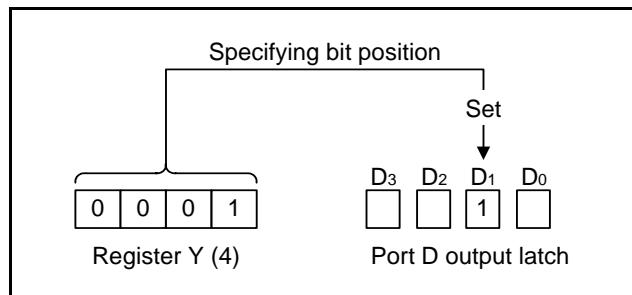 Specifying bit position
Set
D3 D2 D1 D0
0 0 0 1 1
Register Y (4) Port D output latch